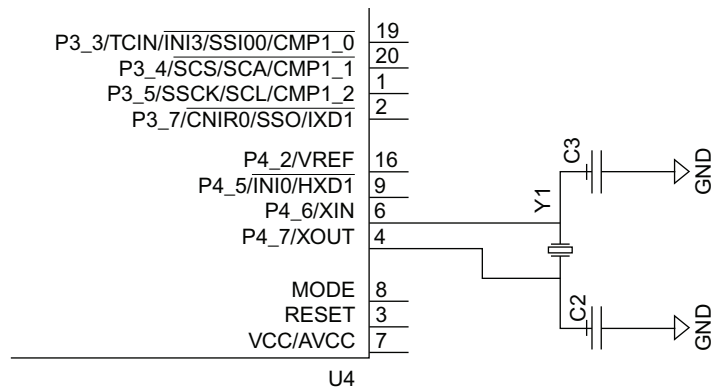 P3_3/TCIN/INI3/SSI00/CMP1_0 19
P3_4/SCS/SCA/CMP1_1 20
P3_5/SSCK/SCL/CMP1_2 1
P3_7/CNIR0/SSO/IXD1 2
P4_2/VREF 16
P4_5/INI0/HXD1 9
P4_6/XIN 6
P4_7/XOUT 4
MODE 8
RESET 3
VCC/AVCC 7
U4
Y1
C3
GND
C2
GND